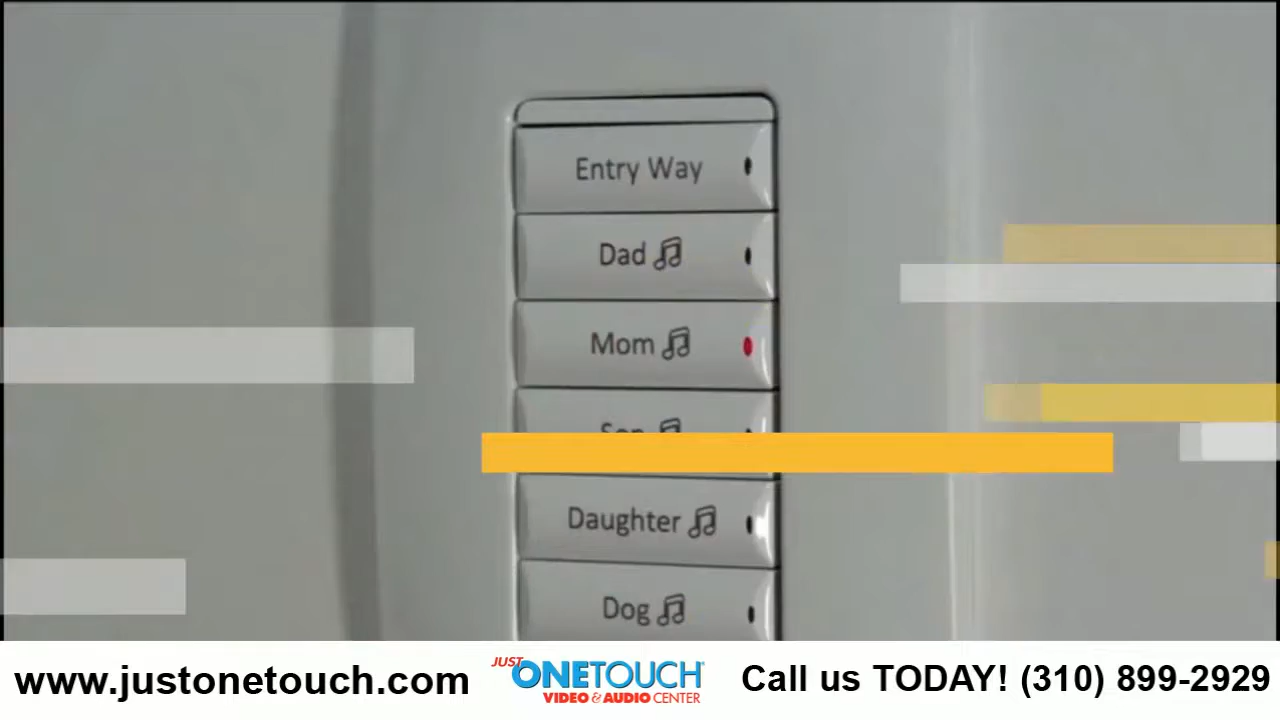 Entry Way
Dad
Mom
Son
Daughter
Dog
www.justonetouch.com
JUST
ONETOUCH
VIDEO & AUDIO CENTER
Call us TODAY! (310) 899-2929